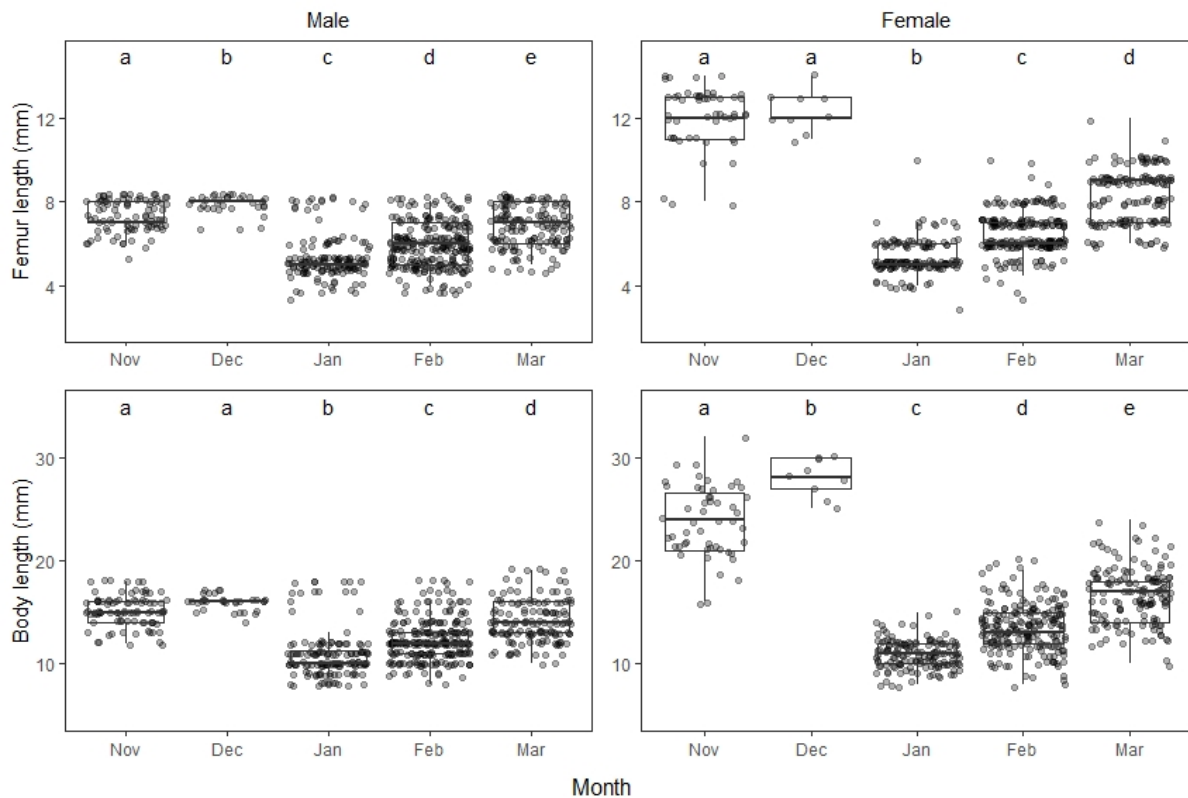 Male
Female
a b c d e
a a b c d
Femur length (mm)
12
8
4
12
8
4
Nov Dec Jan Feb Mar
Nov Dec Jan Feb Mar
a a b c d
a b c d e
Body length (mm)
30
20
10
30
20
10
Nov Dec Jan Feb Mar
Nov Dec Jan Feb Mar
Month